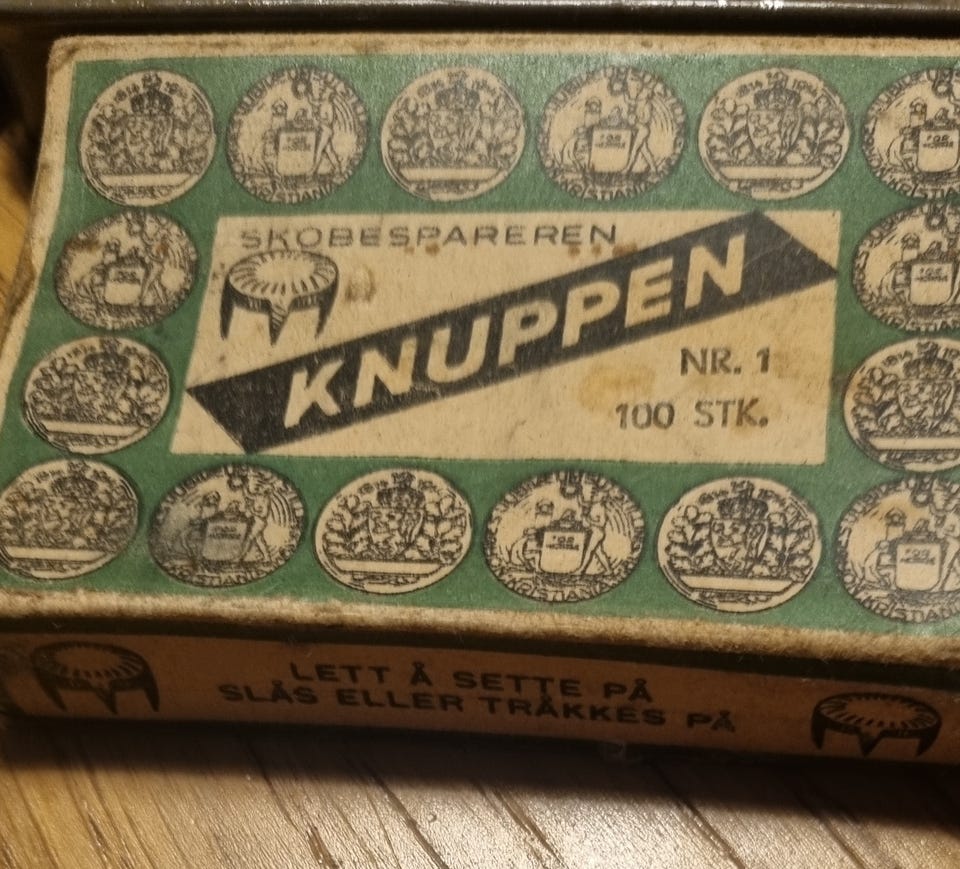 SKOBESPAREREN
KNUPPEN
NR. 1
100 STK.
LETT Å SETTE PÅ
SLÅS ELLER TRÅKKES PÅ